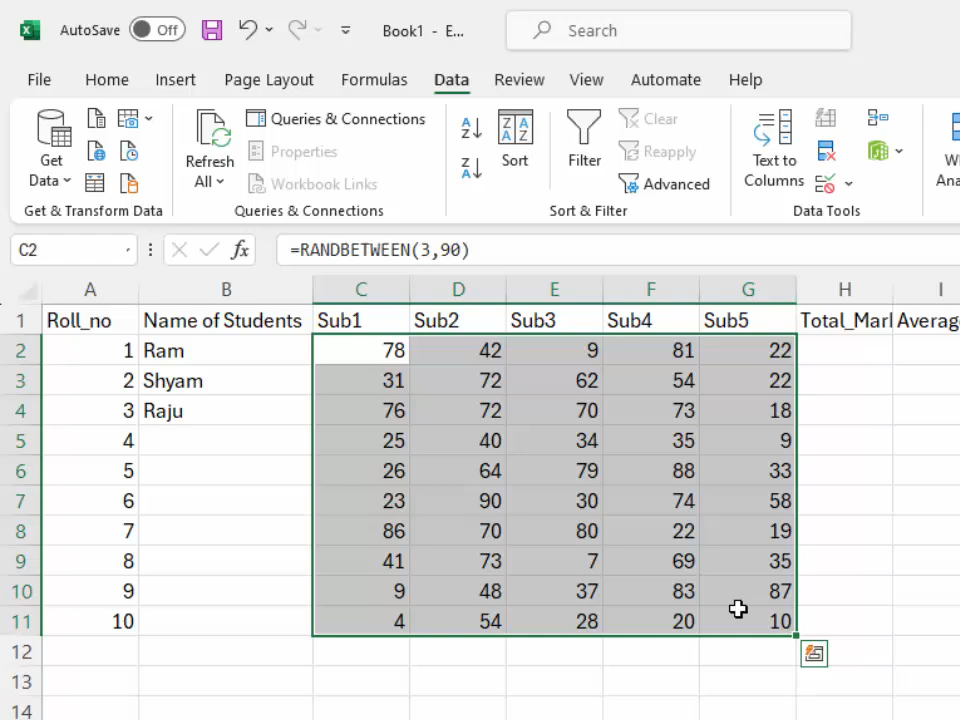 AutoSave Off Book1 - E... Search
File Home Insert Page Layout Formulas Data Review View Automate Help
Get Data Refresh All Queries & Connections Properties Workbook Links Sort Filter Clear Reapply Advanced Text to Columns
Get & Transform Data Queries & Connections Sort & Filter Data Tools
C2 fx =RANDBETWEEN(3,90)
A B C D E F G H I
1 Roll_no Name of Students Sub1 Sub2 Sub3 Sub4 Sub5 Total_Mar Average
2 1 Ram 78 42 9 81 22
3 2 Shyam 31 72 62 54 22
4 3 Raju 76 72 70 73 18
5 4 25 40 34 35 9
6 5 26 64 79 88 33
7 6 23 90 30 74 58
8 7 86 70 80 22 19
9 8 41 73 7 69 35
10 9 9 48 37 83 87
11 10 4 54 28 20 10
12
13
14